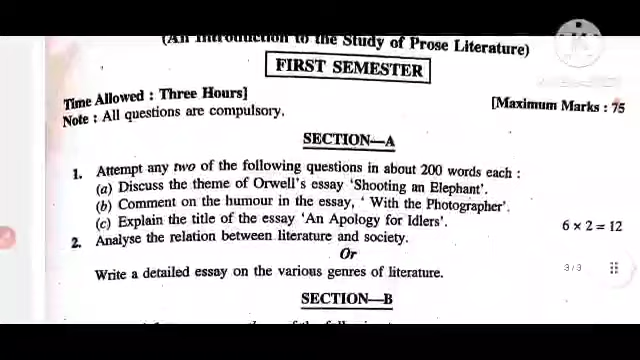 (An Introduction to the Study of Prose Literature)
FIRST SEMESTER
Time Allowed : Three Hours]
[Maximum Marks : 75
Note : All questions are compulsory.
SECTION—A
1. Attempt any two of the following questions in about 200 words each :
(a) Discuss the theme of Orwell's essay 'Shooting an Elephant'.
(b) Comment on the humour in the essay, ' With the Photographer'.
(c) Explain the title of the essay 'An Apology for Idlers'.
6 × 2 = 12
2. Analyse the relation between literature and society.
Or
Write a detailed essay on the various genres of literature.
3/3
SECTION—B
of the following